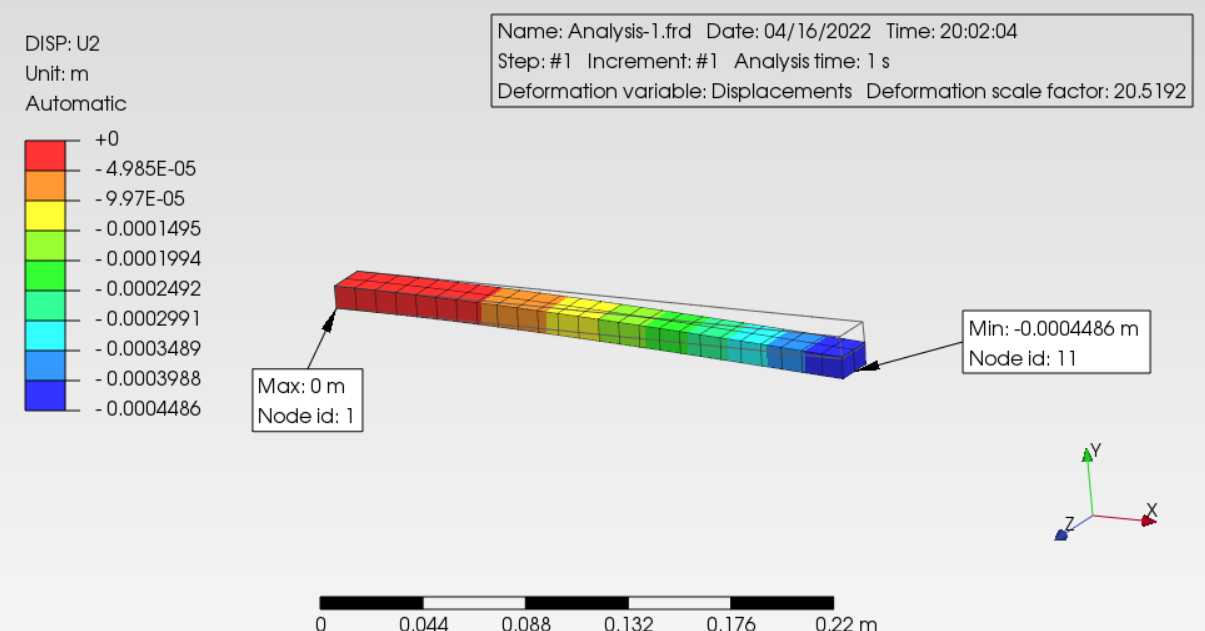 DISP: U2
Unit: m
Automatic
+0
- 4.985E-05
- 9.97E-05
- 0.0001495
- 0.0001994
- 0.0002492
- 0.0002991
- 0.0003489
- 0.0003988
- 0.0004486
Name: Analysis-1.frd Date: 04/16/2022 Time: 20:02:04
Step: #1 Increment: #1 Analysis time: 1 s
Deformation variable: Displacements Deformation scale factor: 20.5192
Max: 0 m
Node id: 1
Min: -0.0004486 m
Node id: 11
Y
X
Z
0 0.044 0.088 0.132 0.176 0.22 m